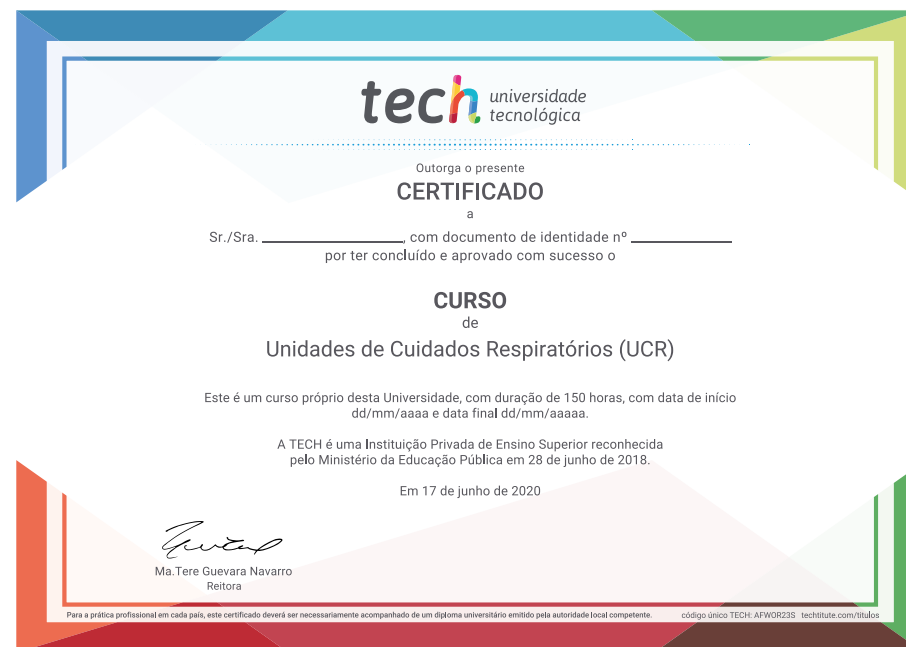 tech universidade
tecnológica
Outorga o presente
CERTIFICADO
a
Sr./Sra. ____________________, com documento de identidade nº ______________
por ter concluído e aprovado com sucesso o
CURSO
de
Unidades de Cuidados Respiratórios (UCR)
Este é um curso próprio desta Universidade, com duração de 150 horas, com data de início
dd/mm/aaaa e data final dd/mm/aaaaa.
A TECH é uma Instituição Privada de Ensino Superior reconhecida
pelo Ministério da Educação Pública em 28 de junho de 2018.
Em 17 de junho de 2020
Ma.Tere Guevara Navarro
Reitora
Para a prática profissional em cada país, este certificado deverá ser necessariamente acompanhado de um diploma universitário emitido pela autoridade local competente. código único TECH: AFWOR23S techtitute.com/titulos